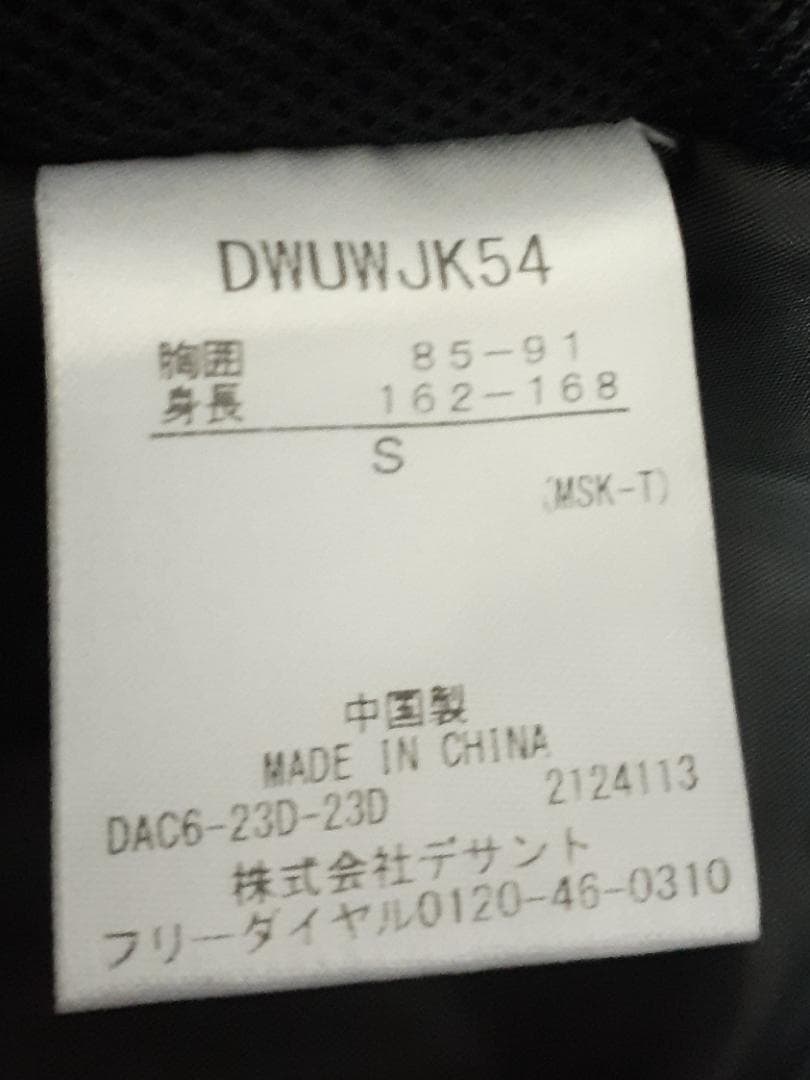 DWUWJK54
胸囲 85-91
身長 162-168
S
(MSK-T)
中国製
MADE IN CHINA
DAC6-23D-23D 2124113
株式会社デサント
フリーダイヤル0120-46-0310